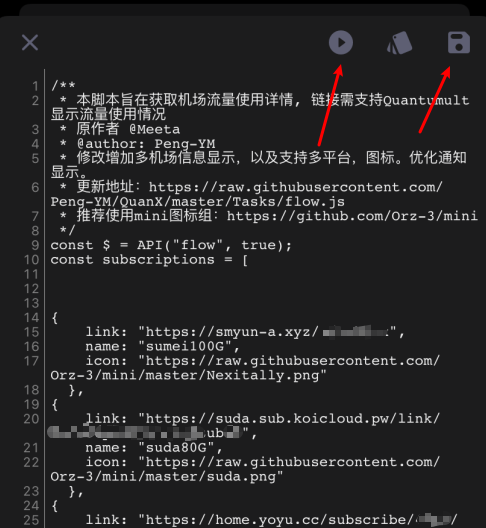 1 /**
2 * 本脚本旨在获取机场流量使用详情, 链接需支持Quantumult
显示流量使用情况
3 * 原作者 @Meeta
4 * @author: Peng-YM
5 * 修改增加多机场信息显示，以及支持多平台，图标。优化通知
显示。
6 * 更新地址：https://raw.githubusercontent.com/
Peng-YM/QuanX/master/Tasks/flow.js
7 * 推荐使用mini图标组：https://github.com/Orz-3/mini
8 */
9 const $ = API("flow", true);
10 const subscriptions = [
11
12
13
14 {
15 link: "https://smyun-a.xyz/ ",
16 name: "sumei100G",
17 icon: "https://raw.githubusercontent.com/
Orz-3/mini/master/Nexitally.png"
18 },
19 {
20 link: "https://suda.sub.koicloud.pw/link/
",
21 name: "suda80G",
22 icon: "https://raw.githubusercontent.com/
Orz-3/mini/master/suda.png"
23 },
24 {
25 link: "https://home.yoyu.cc/subscribe/ /